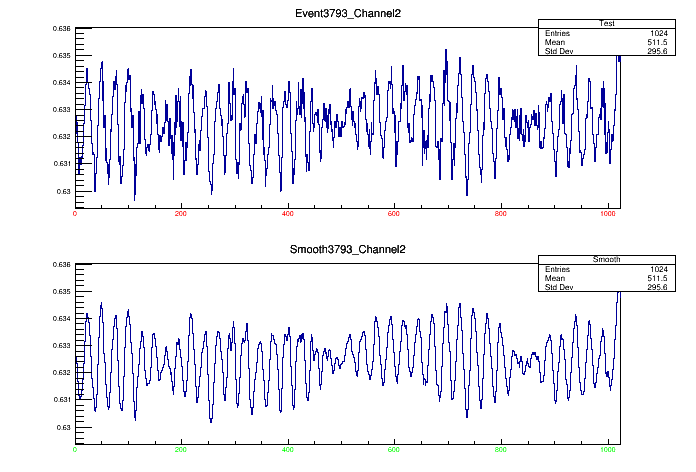 Event3793_Channel2
Test
Entries 1024
Mean 511.5
Std Dev 295.6
0.636
0.635
0.634
0.633
0.632
0.631
0.63
0 200 400 600 800 1000
Smooth3793_Channel2
Smooth
Entries 1024
Mean 511.5
Std Dev 295.6
0.636
0.635
0.634
0.633
0.632
0.631
0.63
0 200 400 600 800 1000